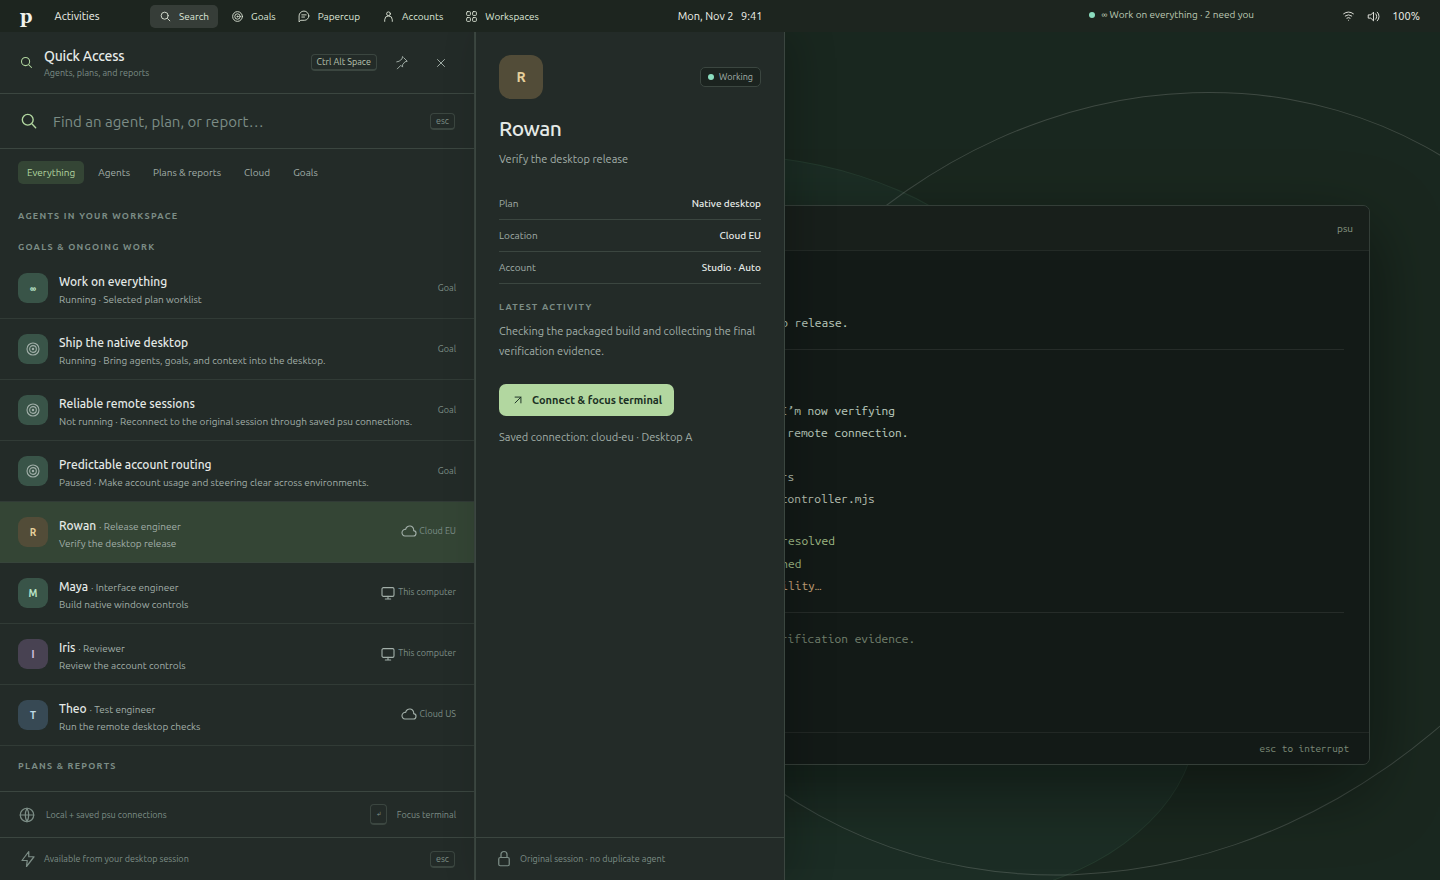 p Activities Search Goals Papercup Accounts Workspaces Mon, Nov 2 9:41 ∞ Work on everything · 2 need you 100%
Quick Access
Agents, plans, and reports
Ctrl Alt Space
Find an agent, plan, or report…
esc
Everything Agents Plans & reports Cloud Goals
AGENTS IN YOUR WORKSPACE
GOALS & ONGOING WORK
∞ Work on everything
Running · Selected plan worklist
Goal
Ship the native desktop
Running · Bring agents, goals, and context into the desktop.
Goal
Reliable remote sessions
Not running · Reconnect to the original session through saved psu connections.
Goal
Predictable account routing
Paused · Make account usage and steering clear across environments.
Goal
R Rowan · Release engineer
Verify the desktop release
Cloud EU
M Maya · Interface engineer
Build native window controls
This computer
I Iris · Reviewer
Review the account controls
This computer
T Theo · Test engineer
Run the remote desktop checks
Cloud US
PLANS & REPORTS
Local + saved psu connections
↵ Focus terminal
Available from your desktop session
esc
R
Working
Rowan
Verify the desktop release
Plan Native desktop
Location Cloud EU
Account Studio · Auto
LATEST ACTIVITY
Checking the packaged build and collecting the final
verification evidence.
Connect & focus terminal
Saved connection: cloud-eu · Desktop A
Original session · no duplicate agent
psu
release.
I’m now verifying
remote connection.
rs
controller.mjs
resolved
ned
ility…
rification evidence.
esc to interrupt